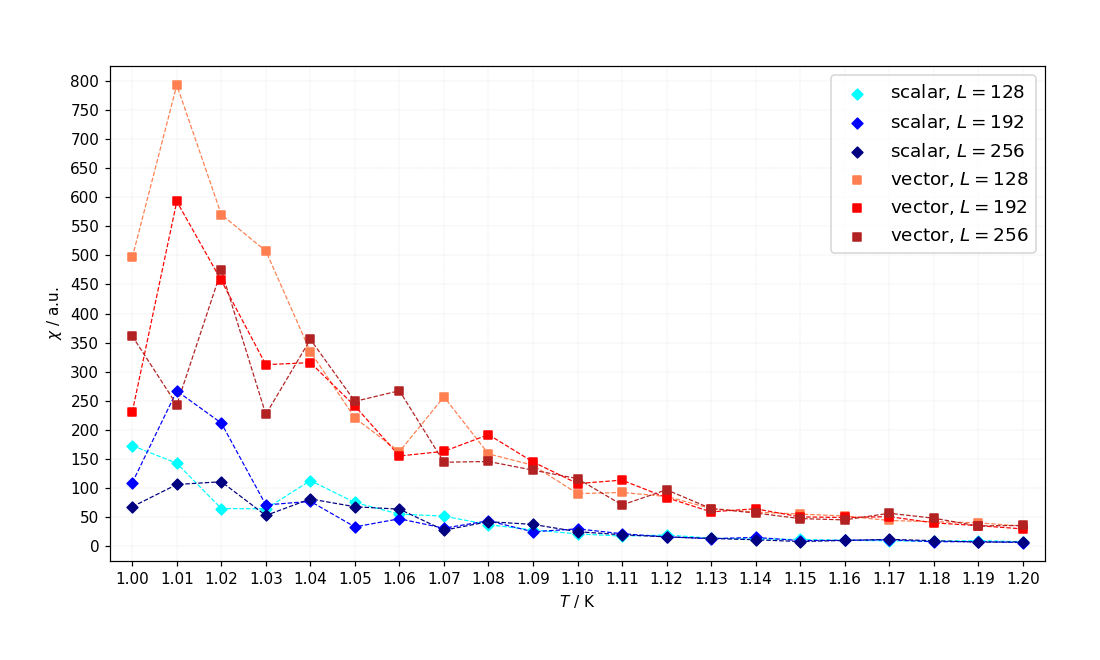 800
750
700
650
600
550
500
450
400
350
300
250
200
150
100
50
0
χ / a.u.
scalar, L = 128
scalar, L = 192
scalar, L = 256
vector, L = 128
vector, L = 192
vector, L = 256
1.00 1.01 1.02 1.03 1.04 1.05 1.06 1.07 1.08 1.09 1.10 1.11 1.12 1.13 1.14 1.15 1.16 1.17 1.18 1.19 1.20
T / K